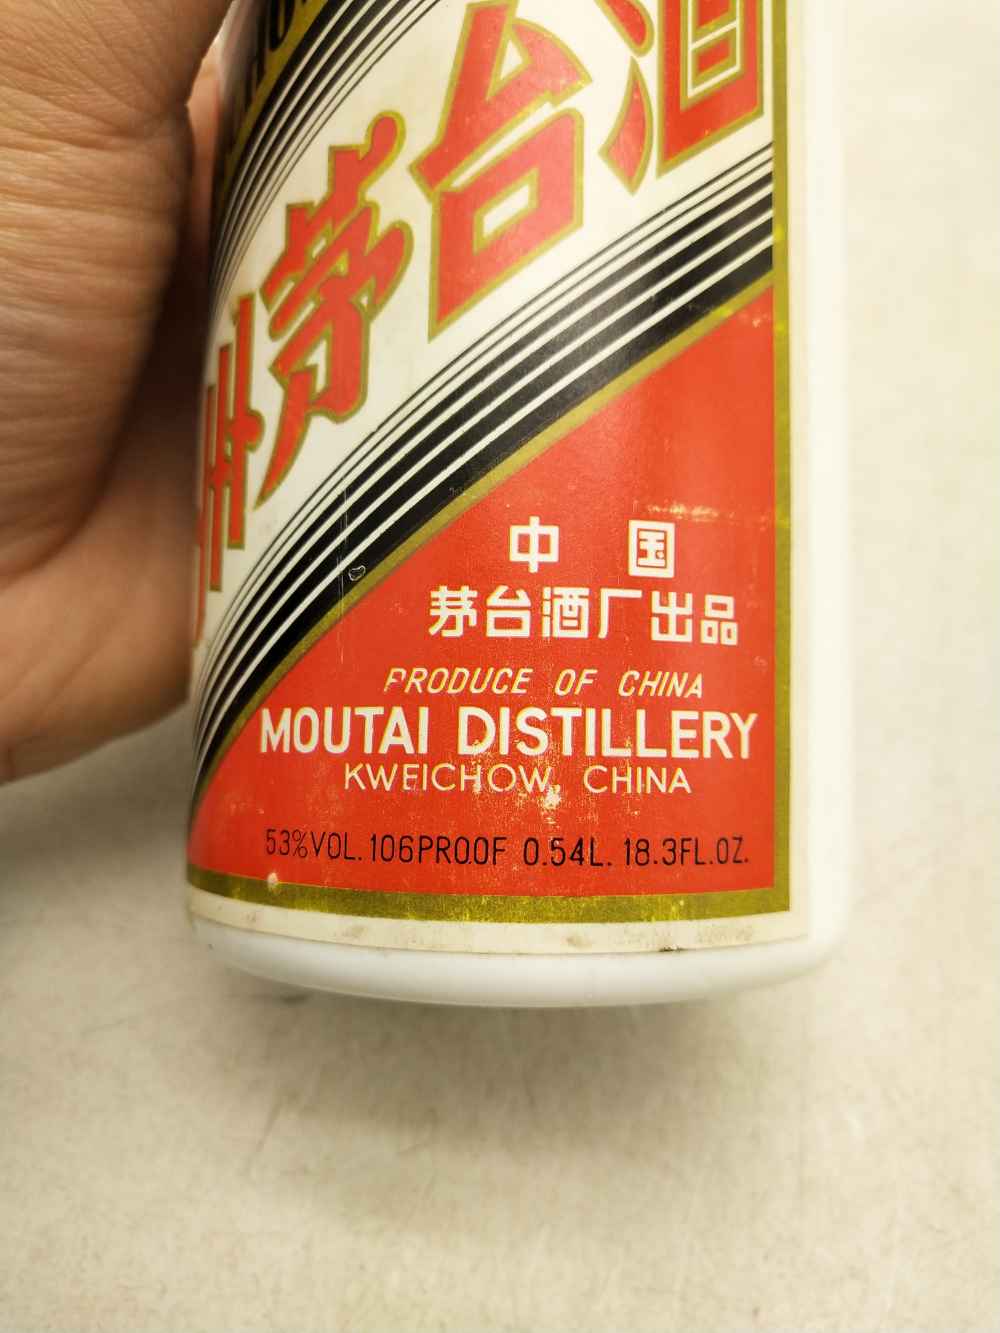 州茅台酒
中国
茅台酒厂出品
PRODUCE OF CHINA
MOUTAI DISTILLERY
KWEICHOW, CHINA
53%VOL. 106PROOF 0.54L. 18.3FL.OZ.